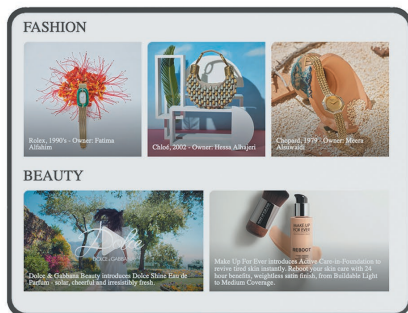 FASHION
Rolex, 1990's - Owner: Fatima
Alfahim
Chloé, 2002 - Owner: Hessa Alhajeri
Chopard, 1979 - Owner: Meera
Alsuwaidi
BEAUTY
Dolce
DOLCE&GABBANA
Dolce & Gabbana Beauty introduces Dolce Shine Eau de
Parfum - solar, cheerful and irresistibly fresh.
MAKE UP
FOR EVER
REBOOT
Make Up For Ever introduces Active-Care-in-Foundation to
revive tired skin instantly. Reboot your skin care with 24
hour benefits, weightless satin finish, from Buildable Light
to Medium Coverage.